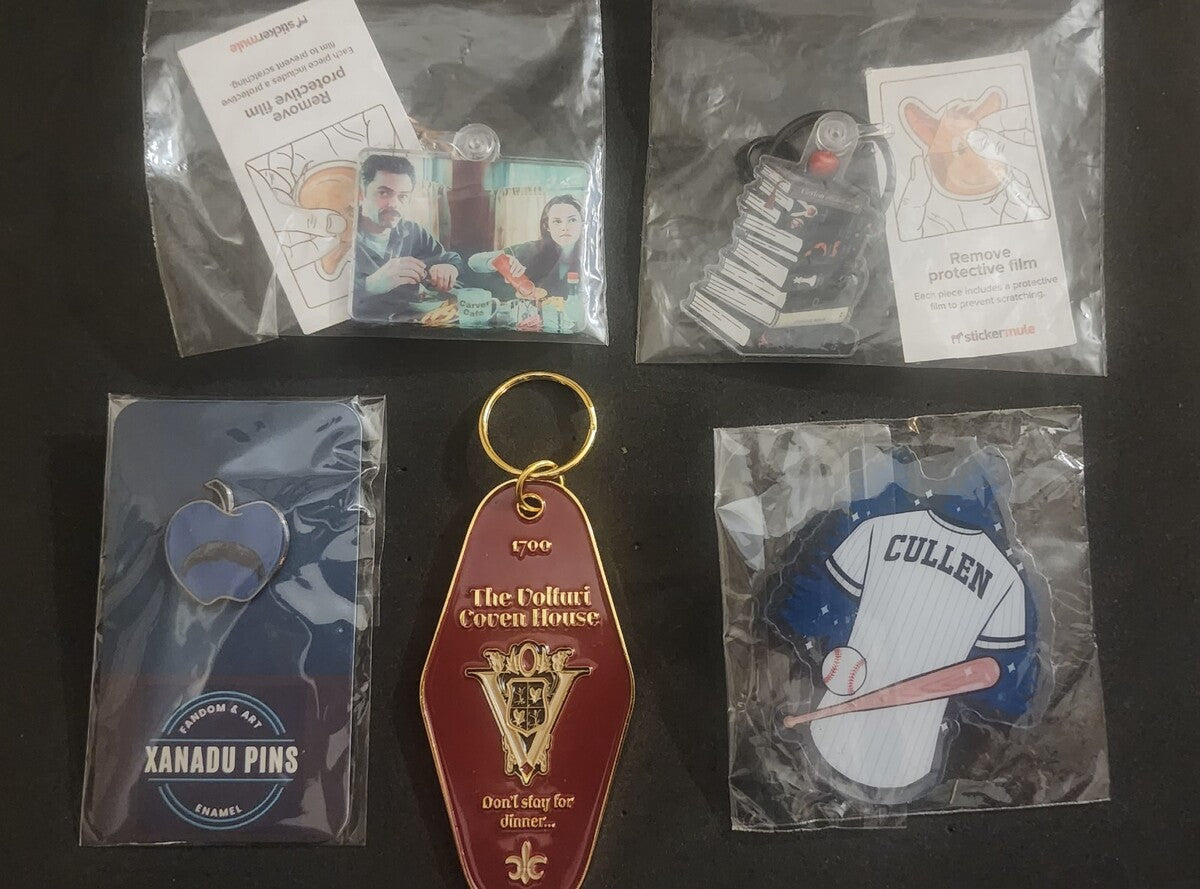 stickermule
Each piece includes a protective
film to prevent scratching.
Remove
protective film
Carver
Cafe
Remove
protective film
Each piece includes a protective
film to prevent scratching.
stickermule
FANDOM & ART
XANADU PINS
ENAMEL
1700
The Volturi
Coven House
V
Don't stay for
dinner...
CULLEN